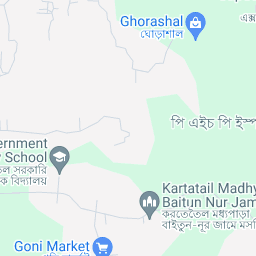 এক্স
Ghorashal
ঘোড়াশাল
পি এইচ পি ইস্প
ernment
y School
তৈল সরকারি
ক বিদ্যালয়
Kartatail Madhy
Baitun Nur Jam
করতেতৈল মধ্যপাড়া
বাইতুন-নূর জামে মসি
Goni Market